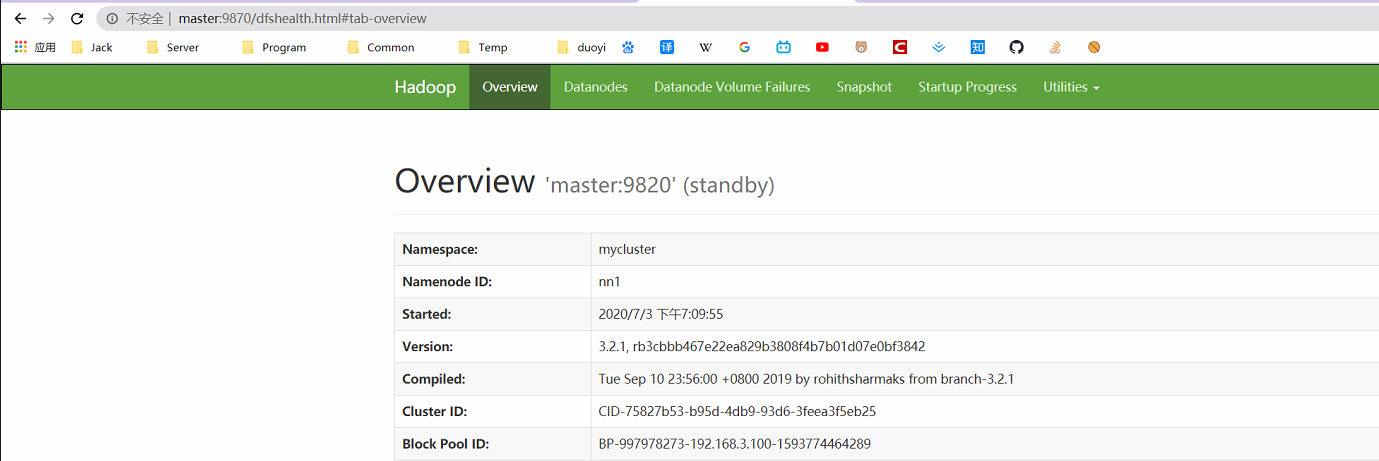 不安全 | master:9870/dfshealth.html#tab-overview
应用 Jack Server Program Common Temp duoyi 译 W G C 知
Hadoop Overview Datanodes Datanode Volume Failures Snapshot Startup Progress Utilities
Overview 'master:9820' (standby)
Namespace: mycluster
Namenode ID: nn1
Started: 2020/7/3 下午7:09:55
Version: 3.2.1, rb3cbbb467e22ea829b3808f4b7b01d07e0bf3842
Compiled: Tue Sep 10 23:56:00 +0800 2019 by rohithsharmaks from branch-3.2.1
Cluster ID: CID-75827b53-b95d-4db9-93d6-3feea3f5eb25
Block Pool ID: BP-997978273-192.168.3.100-1593774464289